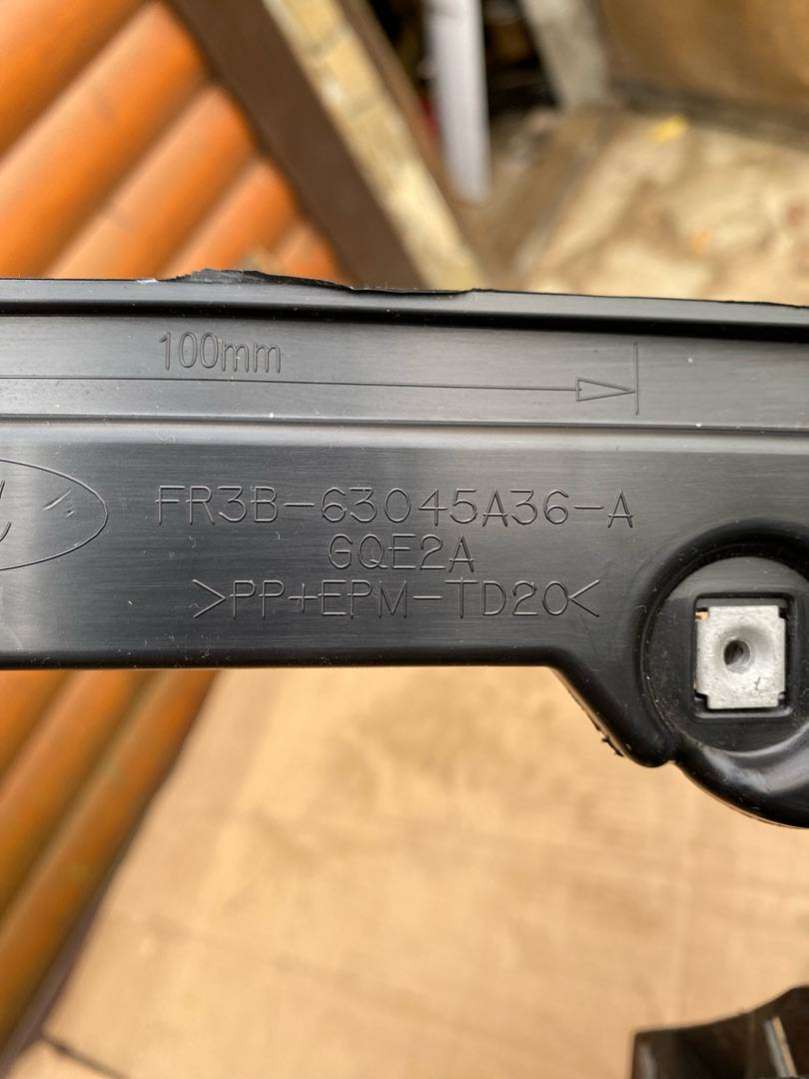 100mm
FR3B-63045A36-A
GQE2A
>PP+EPM-TD20<